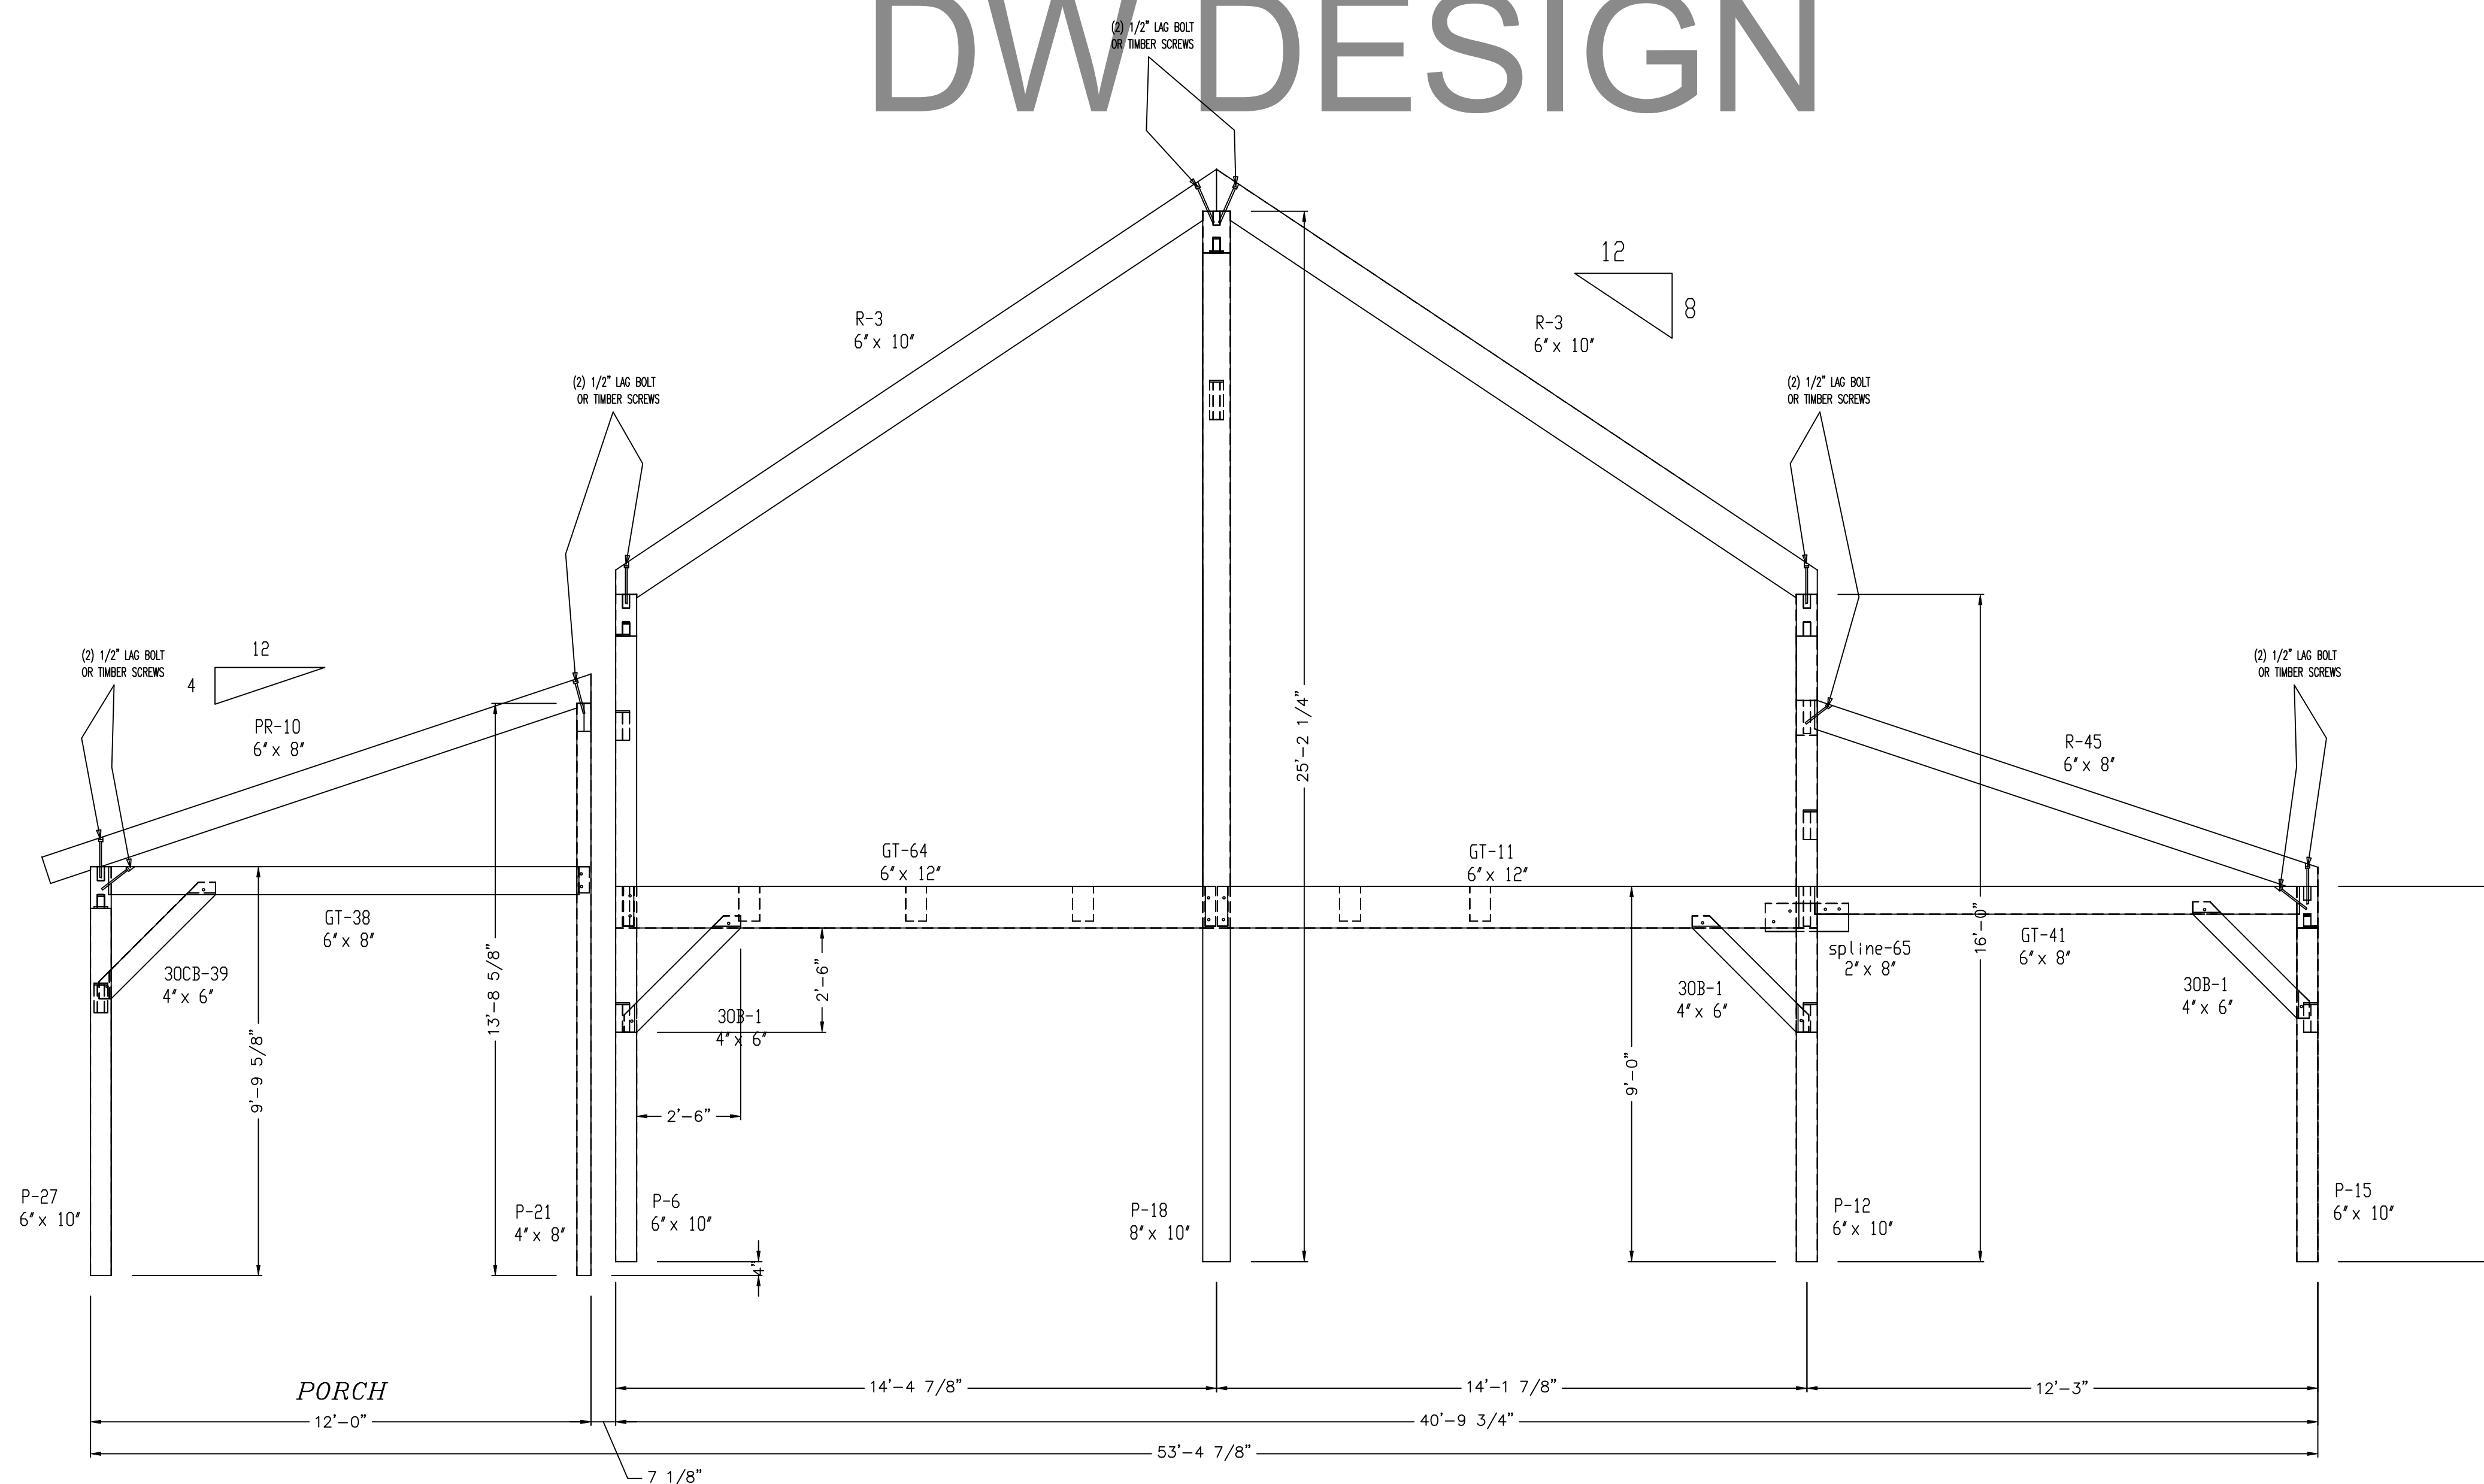 DW DESIGN
(2) 1/2" LAG BOLT
OR TIMBER SCREWS
12
8
R-3
6" x 10"
R-3
6" x 10"
(2) 1/2" LAG BOLT
OR TIMBER SCREWS
(2) 1/2" LAG BOLT
OR TIMBER SCREWS
(2) 1/2" LAG BOLT
OR TIMBER SCREWS
12
4
PR-10
6" x 8"
(2) 1/2" LAG BOLT
OR TIMBER SCREWS
R-45
6" x 8"
25'-2 1/4"
GT-64
6" x 12"
GT-11
6" x 12"
GT-38
6" x 8"
30CB-39
4" x 6"
9'-9 5/8"
13'-8 5/8"
30B-1
4" x 6"
2'-6"
2'-6"
16'-0"
spline-65
2" x 8"
GT-41
6" x 8"
30B-1
4" x 6"
30B-1
4" x 6"
9'-0"
P-27
6" x 10"
P-21
4" x 8"
P-6
6" x 10"
P-18
8" x 10"
P-12
6" x 10"
P-15
6" x 10"
4"
14'-4 7/8"
14'-1 7/8"
12'-3"
PORCH
12'-0"
40'-9 3/4"
53'-4 7/8"
7 1/8"